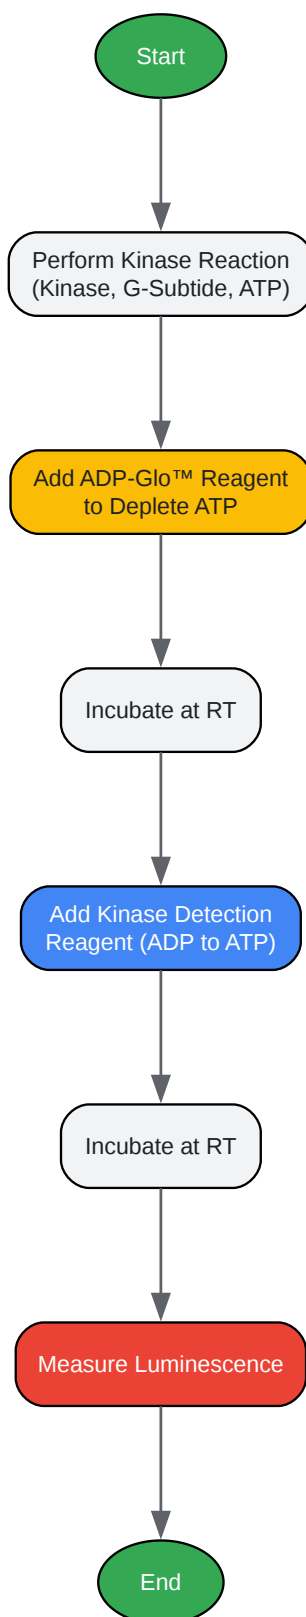 Start
Perform Kinase Reaction
(Kinase, G-Subtide, ATP)
Add ADP-Glo™ Reagent
to Deplete ATP
Incubate at RT
Add Kinase Detection
Reagent (ADP to ATP)
Incubate at RT
Measure Luminescence
End